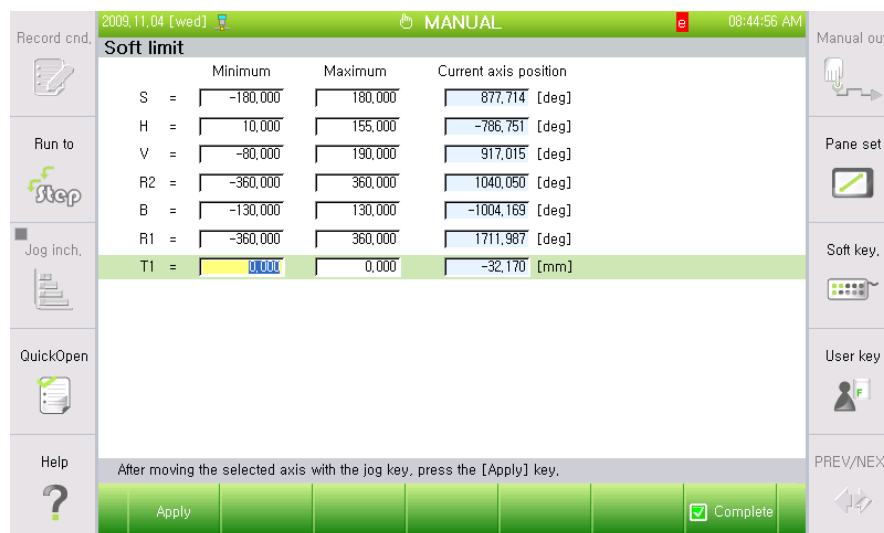 2009,11,04 [wed] MANUAL e 08:44:56 AM
Soft limit
Minimum Maximum Current axis position
S = -180,000 180,000 877,714 [deg]
H = 10,000 155,000 -786,751 [deg]
V = -80,000 190,000 917,015 [deg]
R2 = -360,000 360,000 1040,050 [deg]
B = -130,000 130,000 -1004,169 [deg]
R1 = -360,000 360,000 1711,987 [deg]
T1 = 0,000 0,000 -32,170 [mm]
After moving the selected axis with the jog key, press the [Apply] key,
Apply Complete
Record cnd,
Run to
Step
Jog inch,
QuickOpen
Help
?
Manual ou
Pane set
Soft key,
User key
F
PREV/NEX